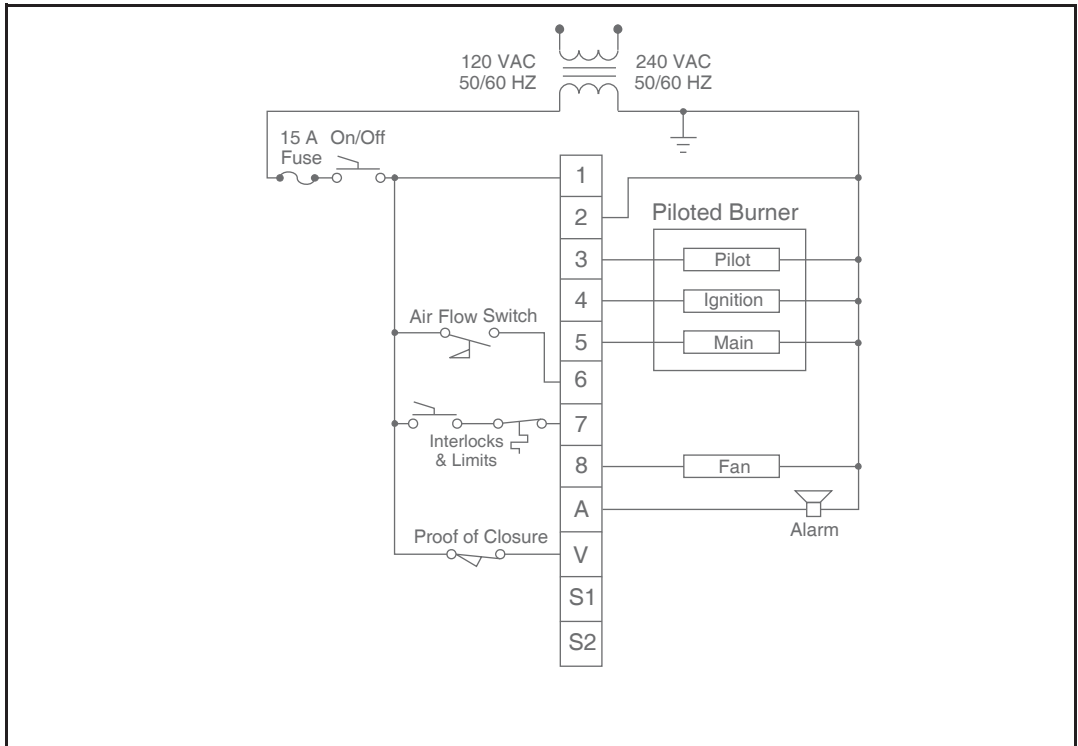 120 VAC
50/60 HZ
240 VAC
50/60 HZ
15 A
Fuse
On/Off
1
2
Piloted Burner
3
Pilot
4
Ignition
Air Flow Switch
5
Main
6
7
Interlocks
& Limits
8
Fan
A
Alarm
Proof of Closure
V
S1
S2